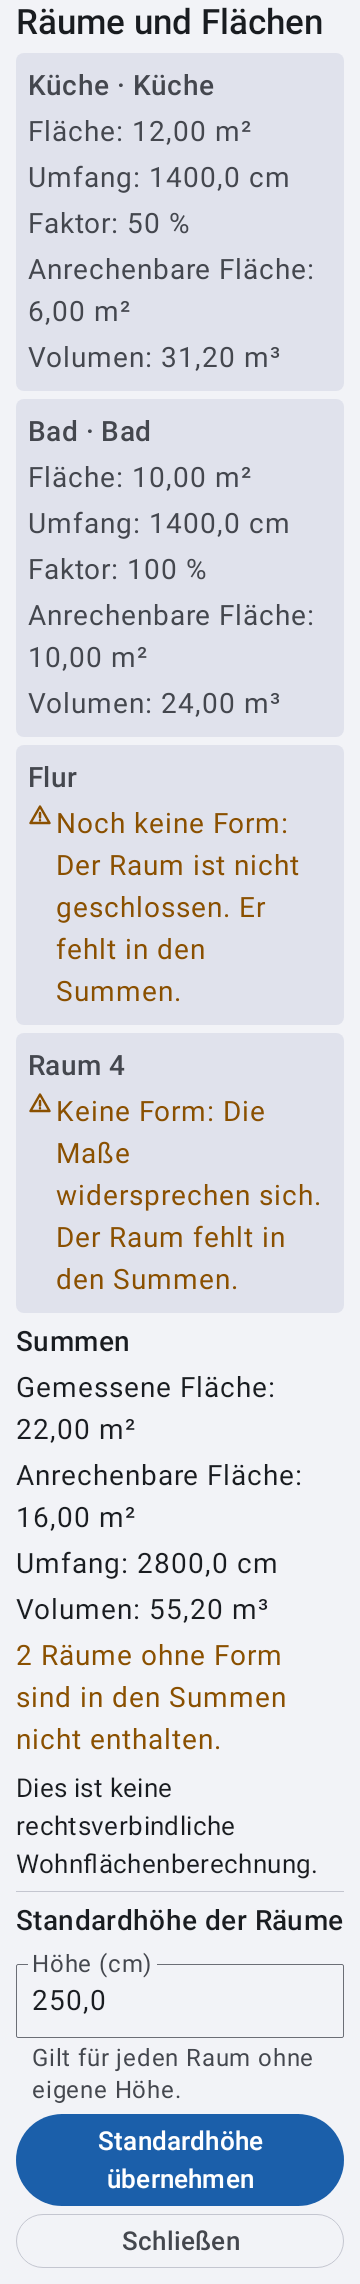 Räume und Flächen
Küche · Küche
Fläche: 12,00 m²
Umfang: 1400,0 cm
Faktor: 50 %
Anrechenbare Fläche:
6,00 m²
Volumen: 31,20 m³
Bad · Bad
Fläche: 10,00 m²
Umfang: 1400,0 cm
Faktor: 100 %
Anrechenbare Fläche:
10,00 m²
Volumen: 24,00 m³
Flur
Noch keine Form:
Der Raum ist nicht
geschlossen. Er
fehlt in den
Summen.
Raum 4
Keine Form: Die
Maße
widersprechen sich.
Der Raum fehlt in
den Summen.
Summen
Gemessene Fläche:
22,00 m²
Anrechenbare Fläche:
16,00 m²
Umfang: 2800,0 cm
Volumen: 55,20 m³
2 Räume ohne Form
sind in den Summen
nicht enthalten.
Dies ist keine
rechtsverbindliche
Wohnflächenberechnung.
Standardhöhe der Räume
Höhe (cm)
250,0
Gilt für jeden Raum ohne
eigene Höhe.
Standardhöhe
übernehmen
Schließen